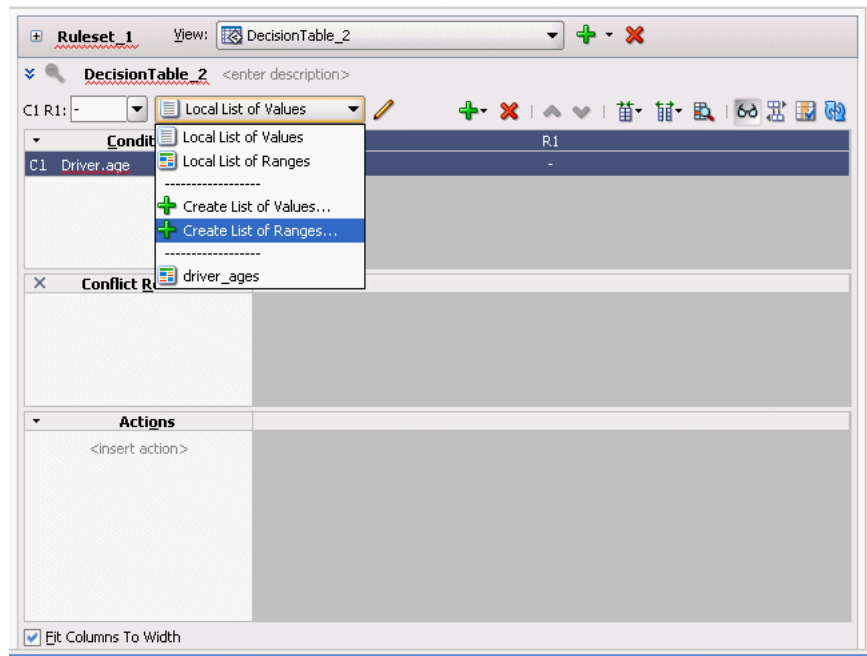 Ruleset_1 View: DecisionTable_2
DecisionTable_2 <enter description>
C1 R1: - Local List of Values
Condit R1
Local List of Values
C1 Driver.age -
Local List of Ranges
------------------
Create List of Values...
Create List of Ranges...
------------------
driver_ages
Conflict R
Actions
<insert action>
Fit Columns To Width